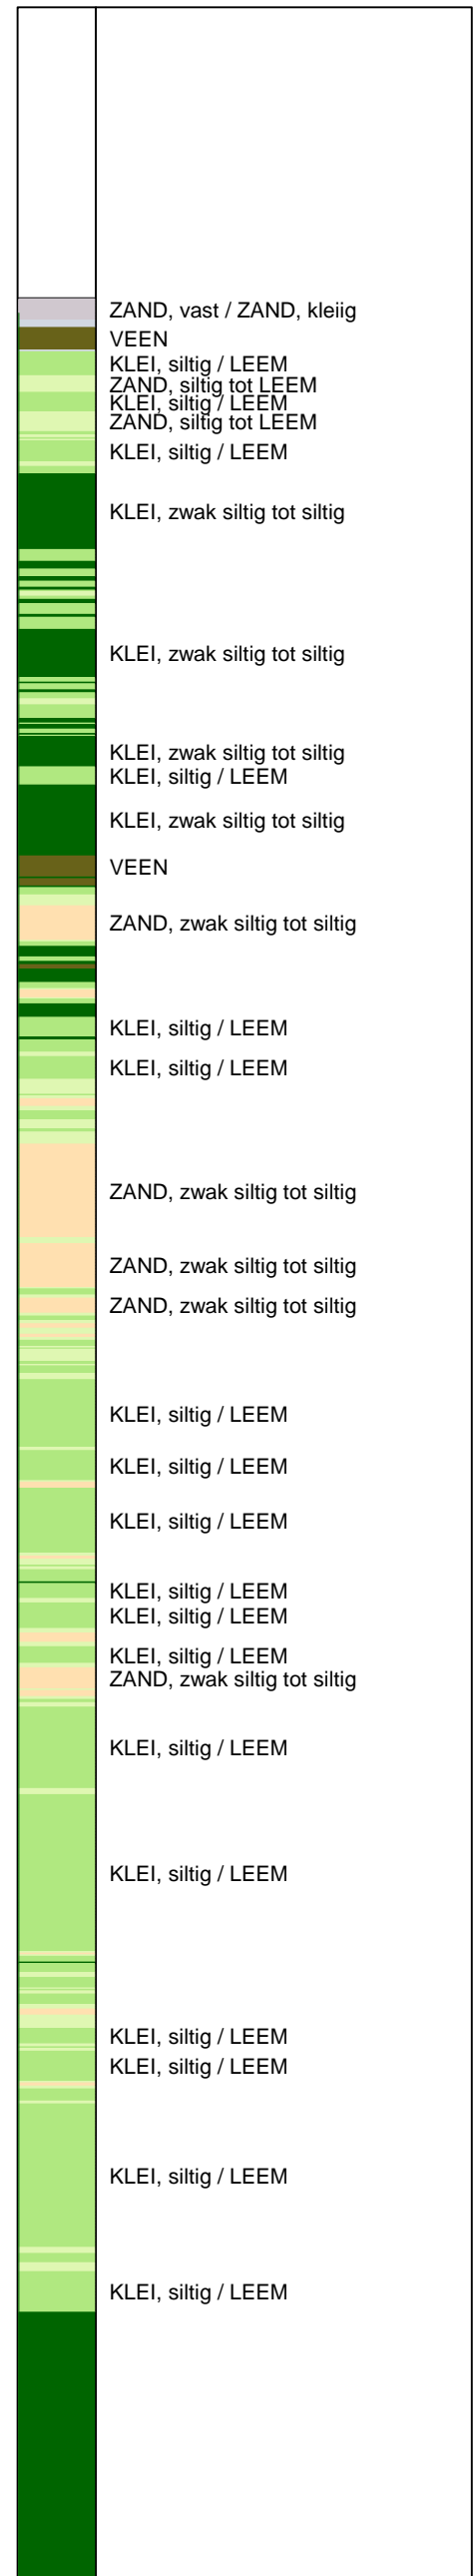 ZAND, vast / ZAND, kleiig
VEEN
KLEI, siltig / LEEM
ZAND, siltig tot LEEM
KLEI, siltig / LEEM
ZAND, siltig tot LEEM
KLEI, siltig / LEEM
KLEI, zwak siltig tot siltig
KLEI, zwak siltig tot siltig
KLEI, zwak siltig tot siltig
KLEI, siltig / LEEM
KLEI, zwak siltig tot siltig
VEEN
ZAND, zwak siltig tot siltig
KLEI, siltig / LEEM
KLEI, siltig / LEEM
ZAND, zwak siltig tot siltig
ZAND, zwak siltig tot siltig
ZAND, zwak siltig tot siltig
KLEI, siltig / LEEM
KLEI, siltig / LEEM
KLEI, siltig / LEEM
KLEI, siltig / LEEM
KLEI, siltig / LEEM
KLEI, siltig / LEEM
ZAND, zwak siltig tot siltig
KLEI, siltig / LEEM
KLEI, siltig / LEEM
KLEI, siltig / LEEM
KLEI, siltig / LEEM
KLEI, siltig / LEEM
KLEI, siltig / LEEM